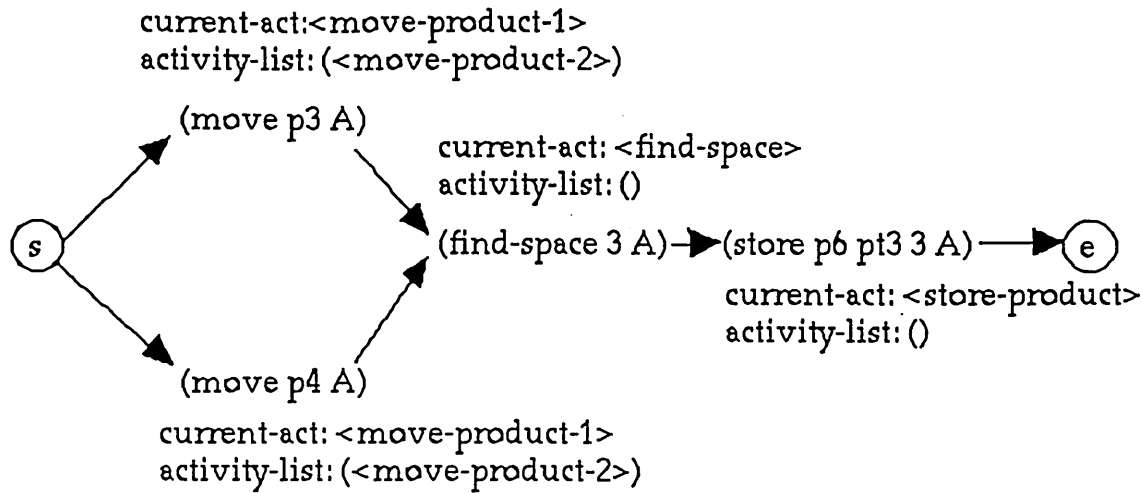 current-act:<move-product-1>
activity-list: (<move-product-2>)
(move p3 A)
current-act: <find-space>
activity-list: ()
s
(find-space 3 A)
(store p6 pt3 3 A)
e
current-act: <store-product>
activity-list: ()
(move p4 A)
current-act: <move-product-1>
activity-list: (<move-product-2>)